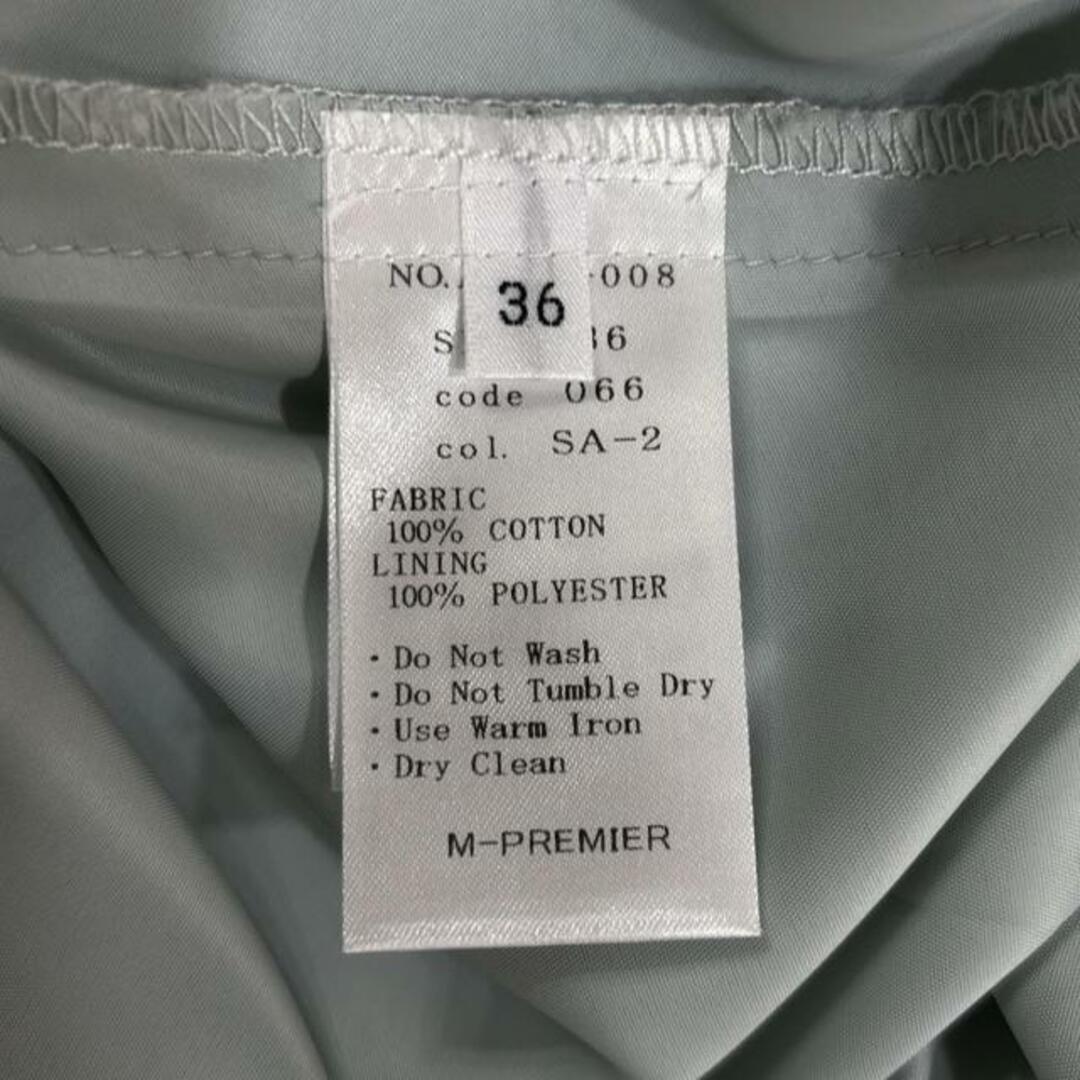 NO. -008
36
36
code 066
col. SA-2
FABRIC
100% COTTON
LINING
100% POLYESTER
・Do Not Wash
・Do Not Tumble Dry
・Use Warm Iron
・Dry Clean
M-PREMIER